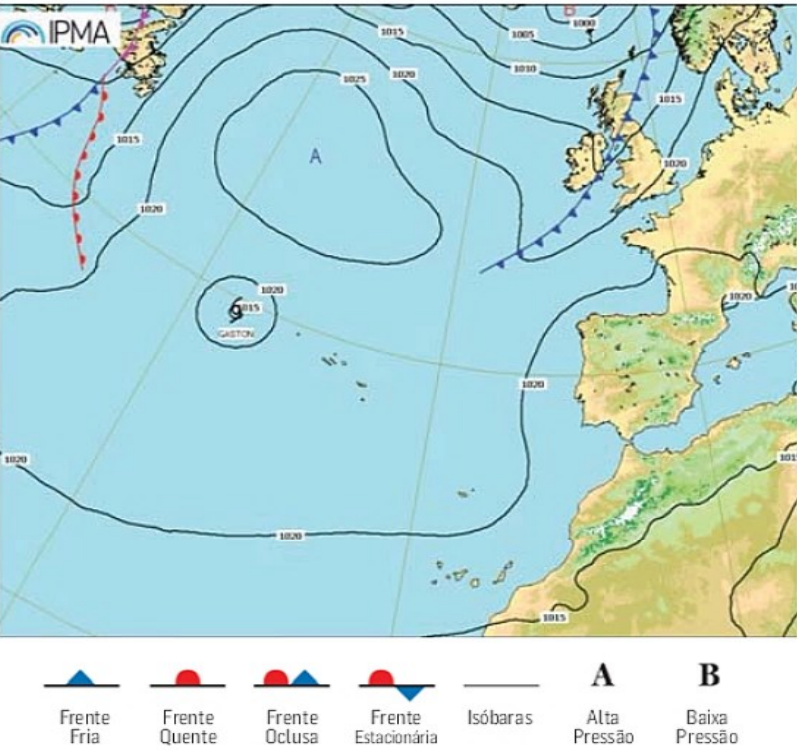 IPMA
B
B
1000
1015
1005
1010
1025
1020
1015
1015
A
1020
1020
1020
1015
GASTON
1020
1020
1020
1020
1015
1015
A
B
Frente
Fria
Frente
Quente
Frente
Oclusa
Frente
Estacionária
Isóbaras
Alta
Pressão
Baixa
Pressão